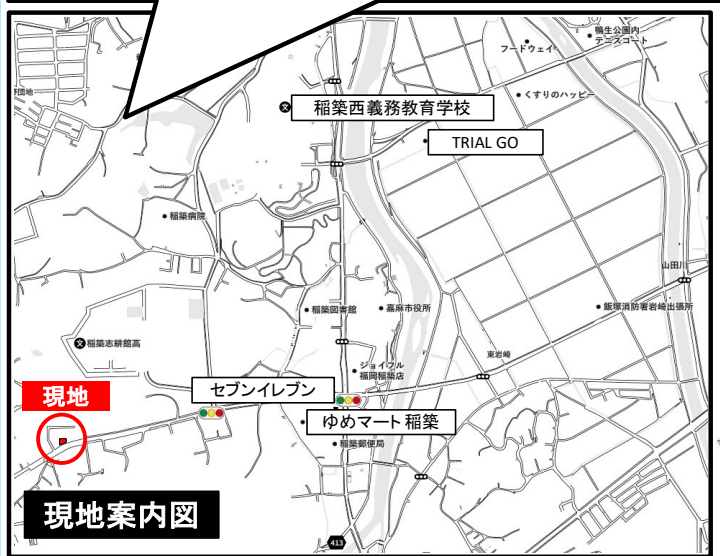 鴨生公園内
テニスコート
フードウェイ
くすりのハッピー
団地
稲築西義務教育学校
TRIAL GO
稲築病院
山田川
稲築図書館
嘉麻市役所
飯塚消防署岩崎出張所
稲築志耕館高
東岩崎
ジョイフル
福岡稲築店
セブンイレブン
現地
ゆめマート 稲築
稲築郵便局
現地案内図
413